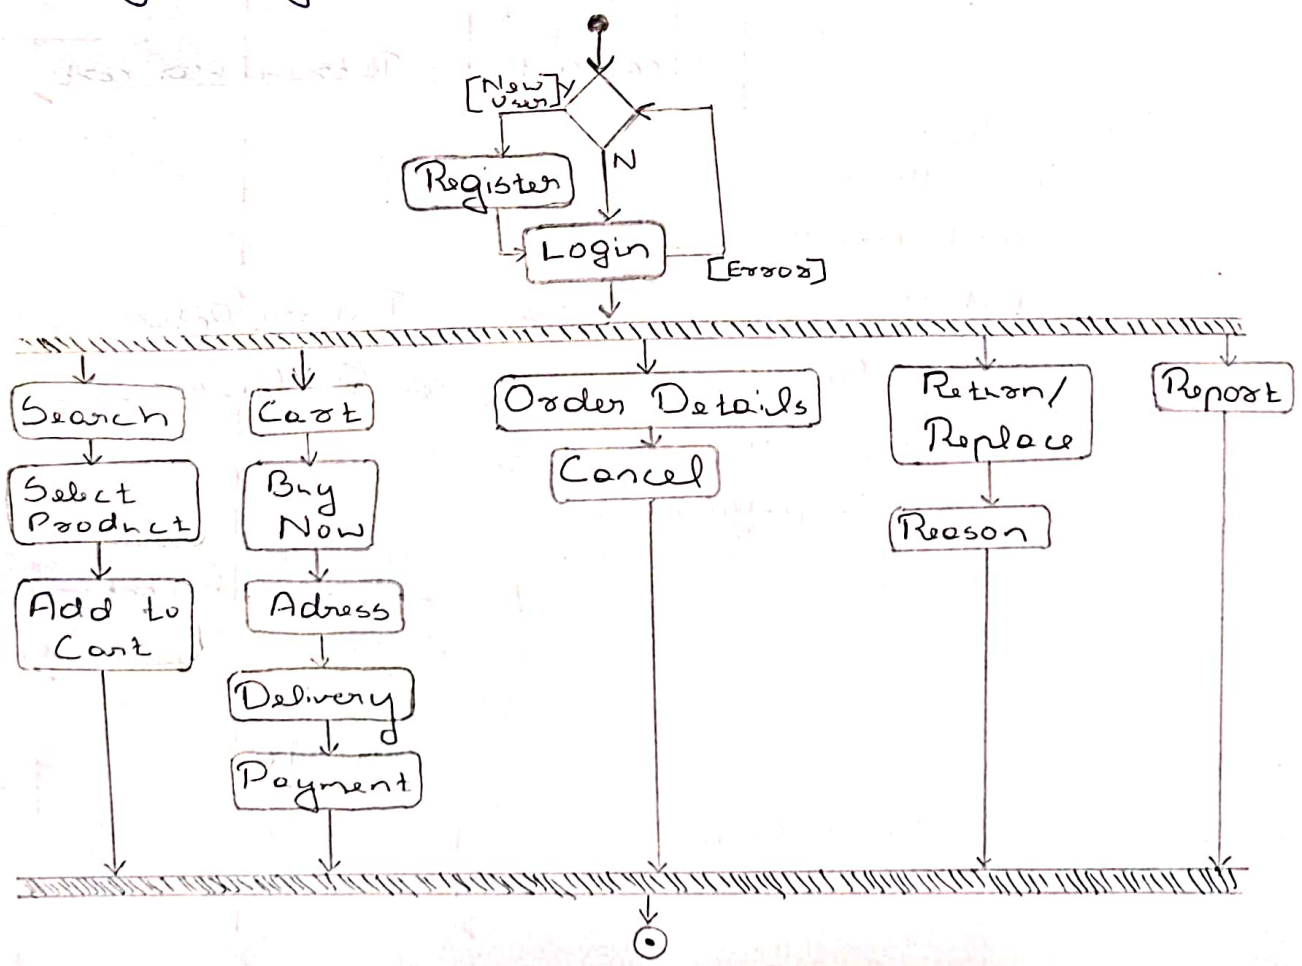 [New Y
User]
N
Register
Login
[Error]
Search
Select
Product
Add to
Cart
Cart
Buy
Now
Adress
Delivery
Payment
Order Details
Cancel
Return/
Replace
Reason
Report